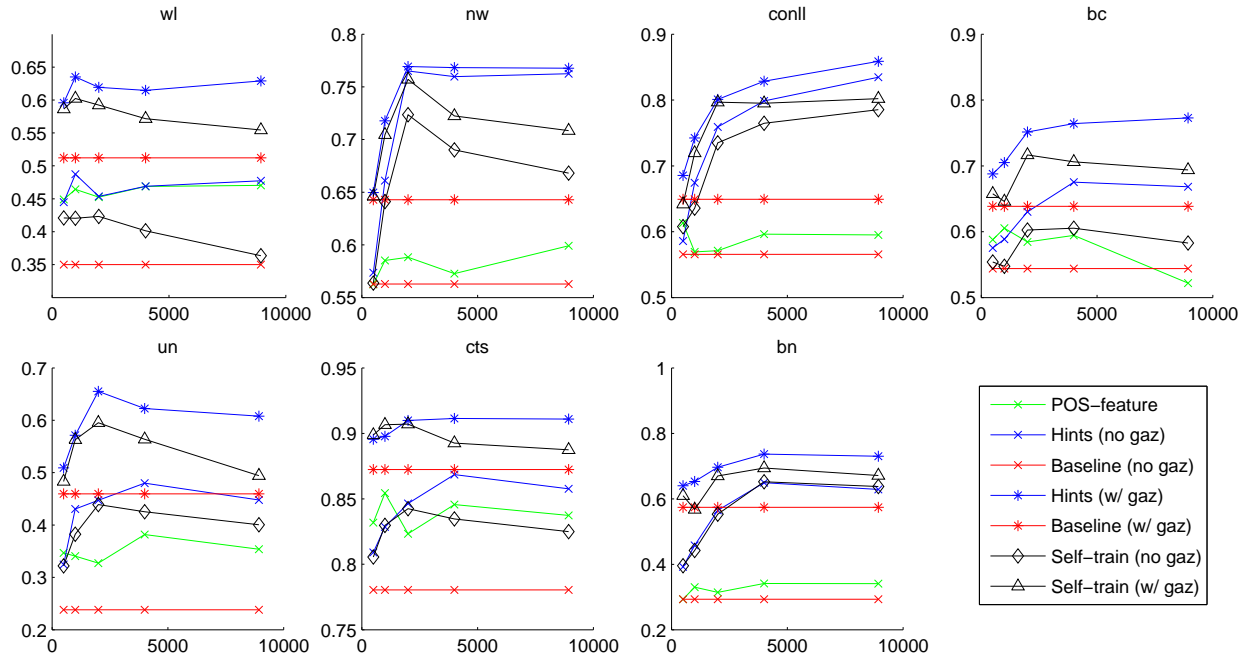 wl
0.65
0.6
0.55
0.5
0.45
0.4
0.35
0 5000 10000
nw
0.8
0.75
0.7
0.65
0.6
0.55
0 5000 10000
conll
0.9
0.8
0.7
0.6
0.5
0 5000 10000
bc
0.9
0.8
0.7
0.6
0.5
0 5000 10000
un
0.7
0.6
0.5
0.4
0.3
0.2
0 5000 10000
cts
0.95
0.9
0.85
0.8
0.75
0 5000 10000
bn
1
0.8
0.6
0.4
0.2
0 5000 10000
POS−feature
Hints (no gaz)
Baseline (no gaz)
Hints (w/ gaz)
Baseline (w/ gaz)
Self−train (no gaz)
Self−train (w/ gaz)